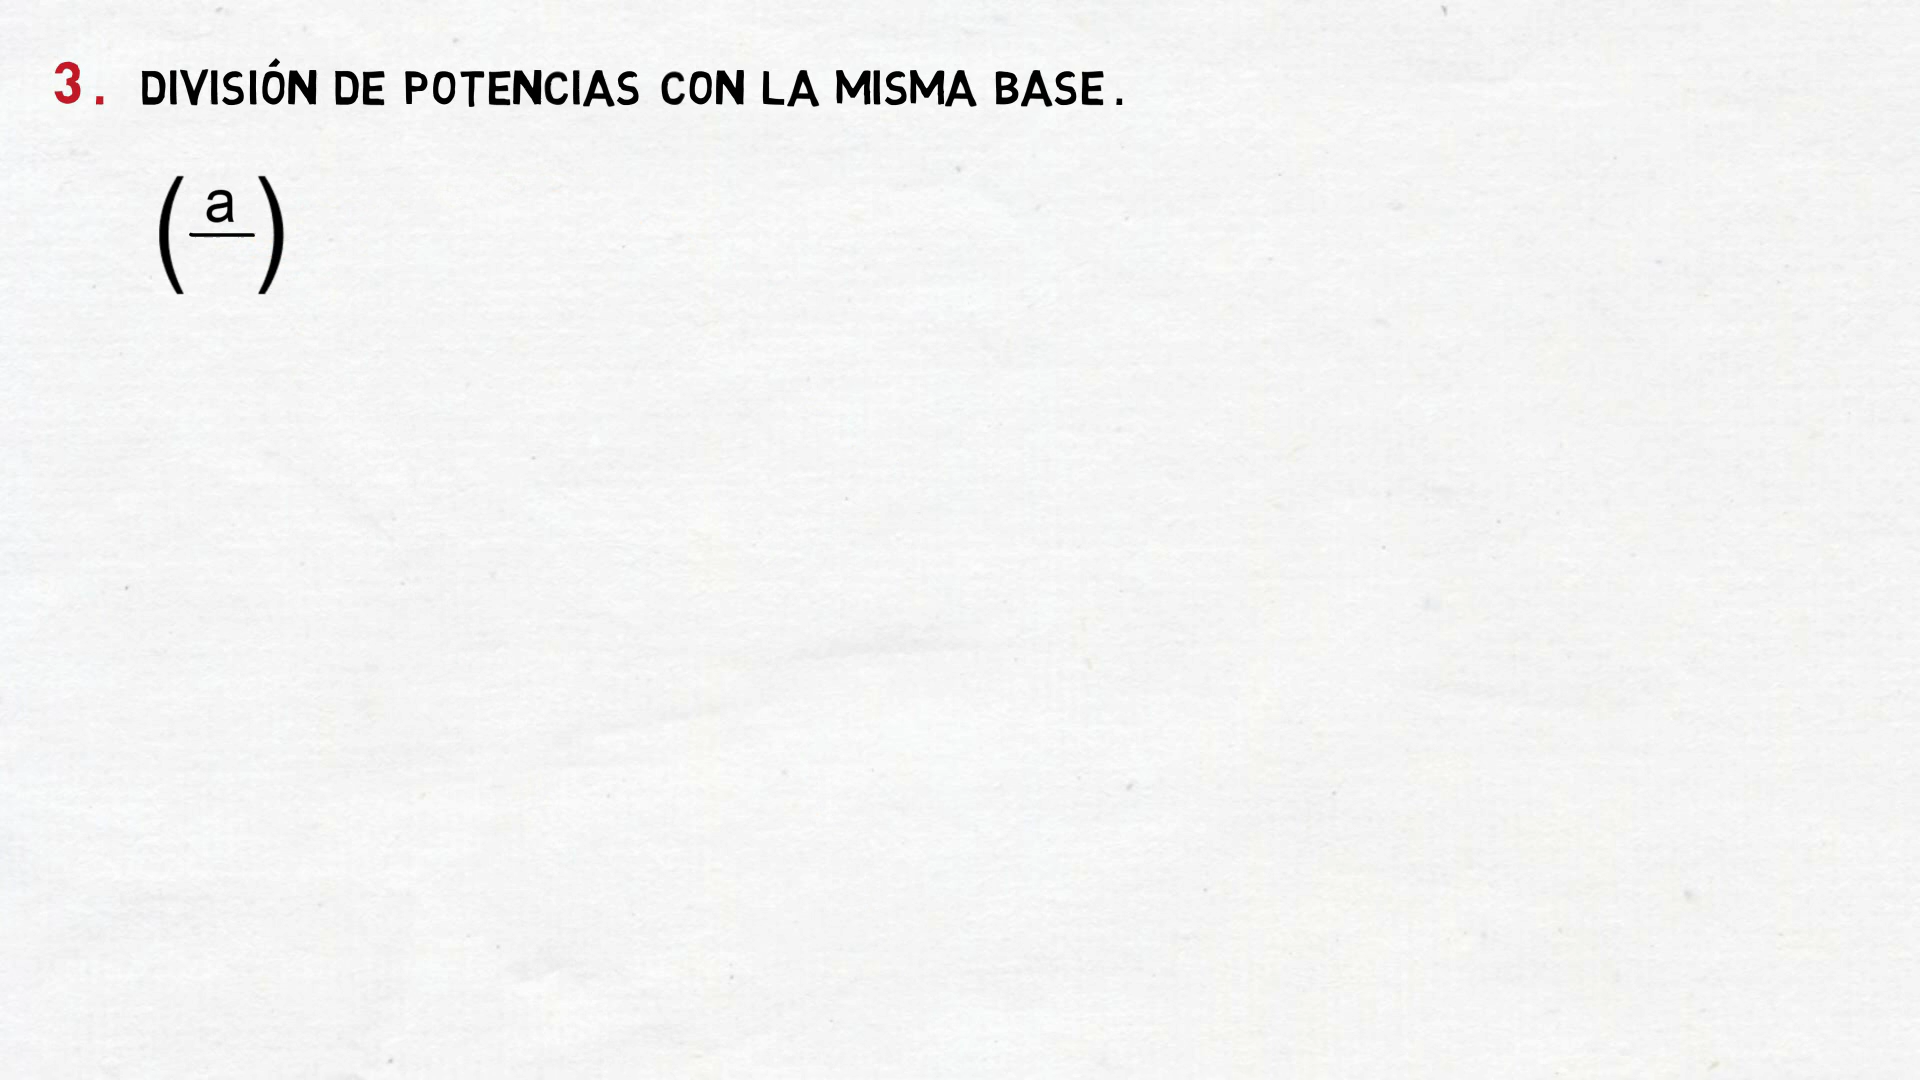 3. DIVISIÓN DE POTENCIAS CON LA MISMA BASE.
(a/ )